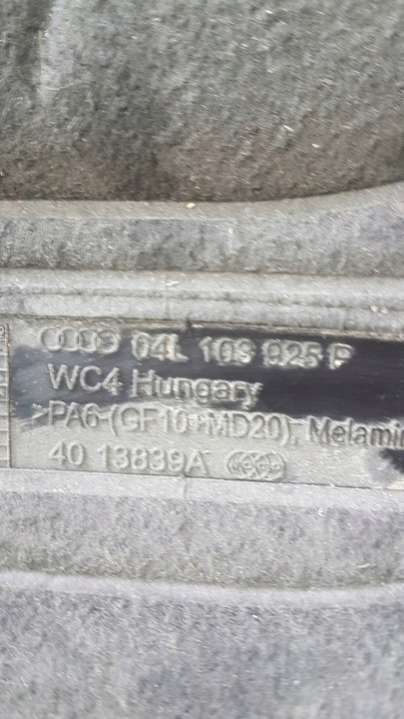 04L 103 925 P
WC4 Hungary
>PA6-(GF10+MD20), Melamin
40 13839A